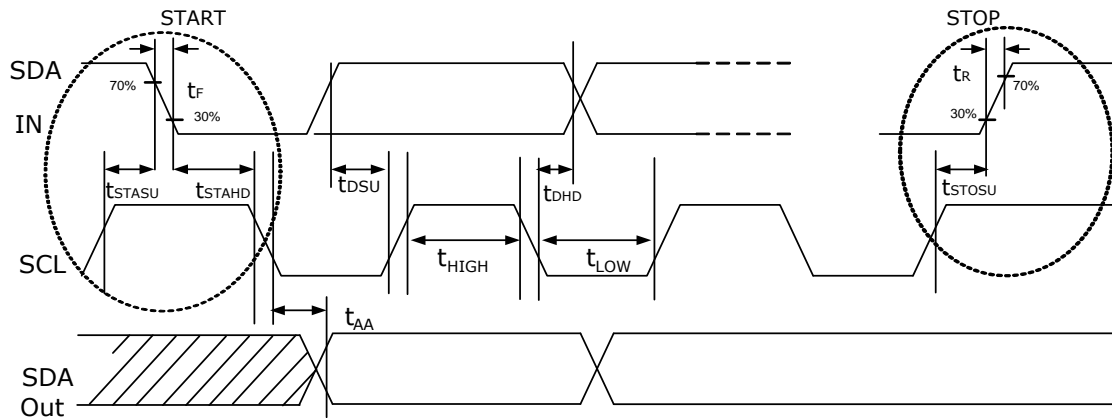 START
STOP
SDA
IN
70%
tF
30%
tR
70%
30%
tSTASU
tSTAHD
tDSU
tDHD
tSTOSU
SCL
tHIGH
tLOW
tAA
SDA
Out